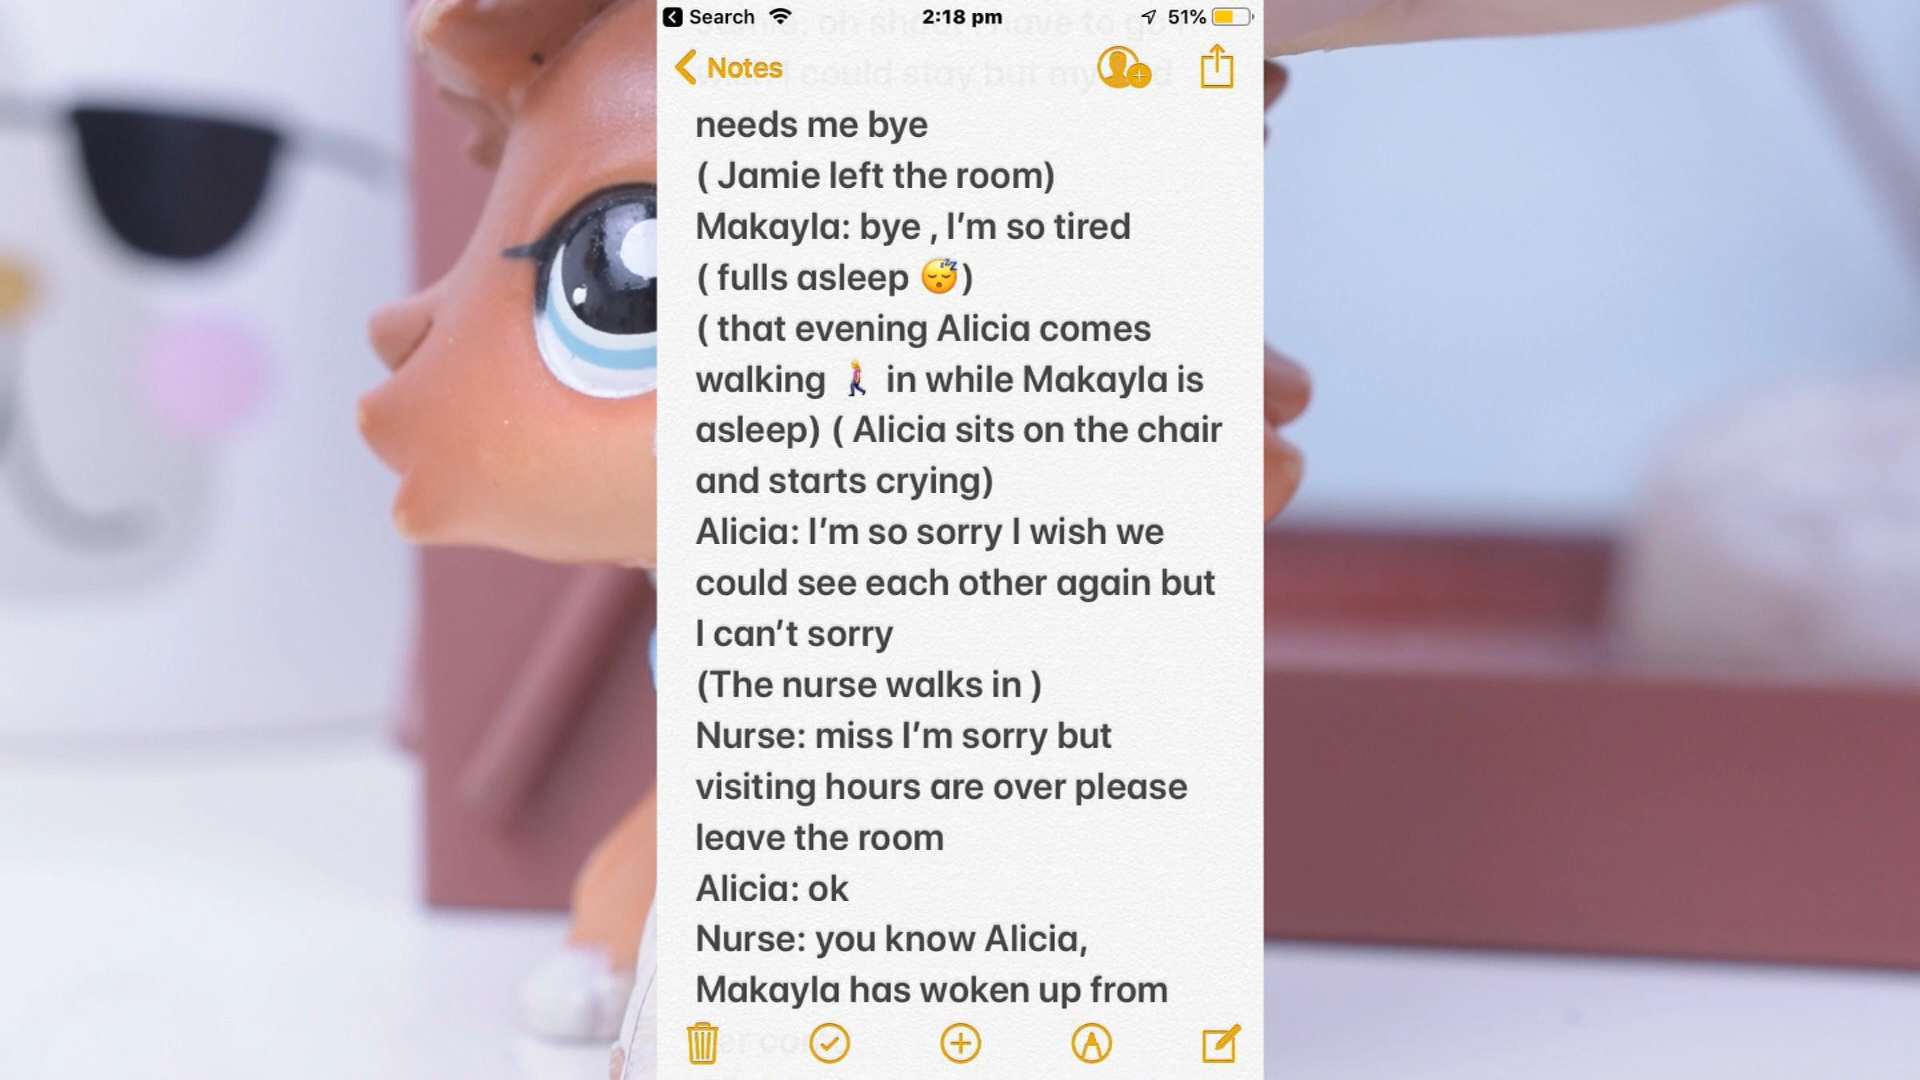 Search
2:18 pm
51%
Notes
needs me bye
( Jamie left the room)
Makayla: bye , I'm so tired
( fulls asleep 😴)
( that evening Alicia comes
walking 🚶‍♀️ in while Makayla is
asleep) ( Alicia sits on the chair
and starts crying)
Alicia: I'm so sorry I wish we
could see each other again but
I can't sorry
(The nurse walks in )
Nurse: miss I'm sorry but
visiting hours are over please
leave the room
Alicia: ok
Nurse: you know Alicia,
Makayla has woken up from